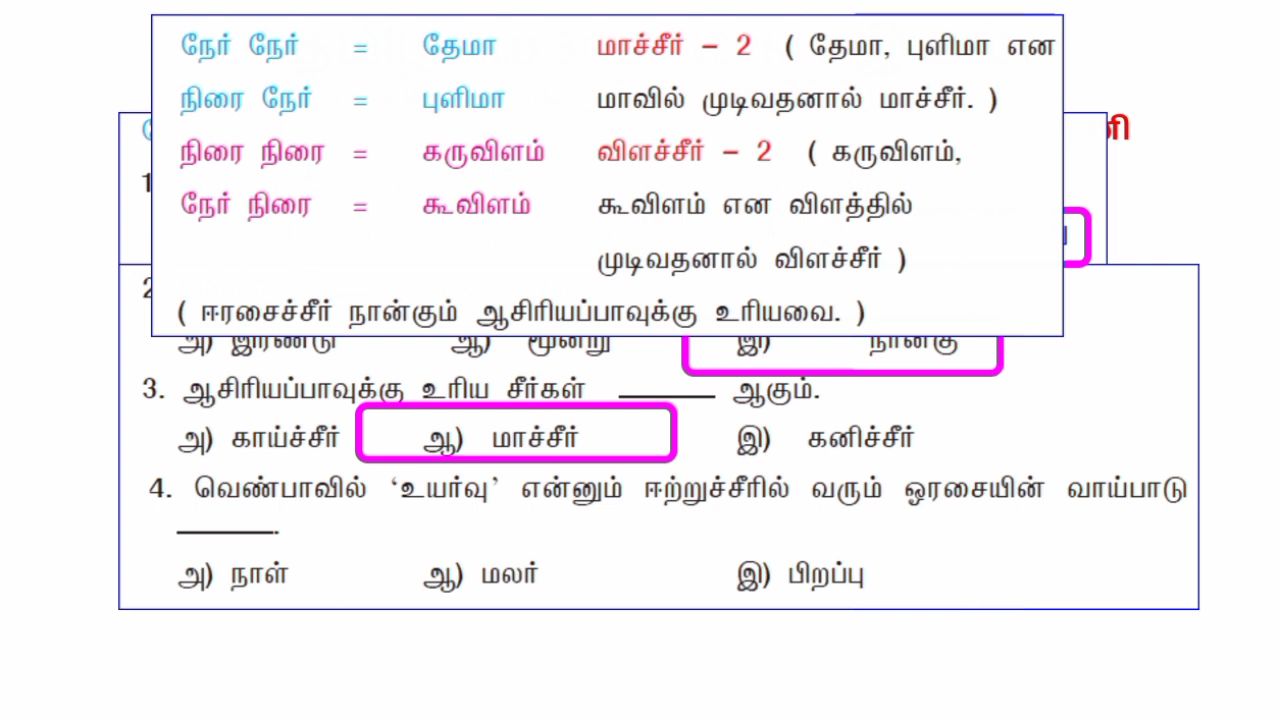 நேர் நேர் = தேமா மாச்சீர் – 2 ( தேமா, புளிமா என
நிரை நேர் = புளிமா மாவில் முடிவதனால் மாச்சீர். )
நிரை நிரை = கருவிளம் விளச்சீர் – 2 ( கருவிளம்,
நேர் நிரை = கூவிளம் கூவிளம் என விளத்தில்
முடிவதனால் விளச்சீர் )
( ஈரசைச்சீர் நான்கும் ஆசிரியப்பாவுக்கு உரியவை. )
அ) இரண்டு ஆ) மூன்று இ) நான்கு
3. ஆசிரியப்பாவுக்கு உரிய சீர்கள் ______ ஆகும்.
அ) காய்ச்சீர் ஆ) மாச்சீர் இ) கனிச்சீர்
4. வெண்பாவில் ‘உயர்வு’ என்னும் ஈற்றுச்சீரில் வரும் ஓரசையின் வாய்பாடு
______.
அ) நாள் ஆ) மலர் இ) பிறப்பு